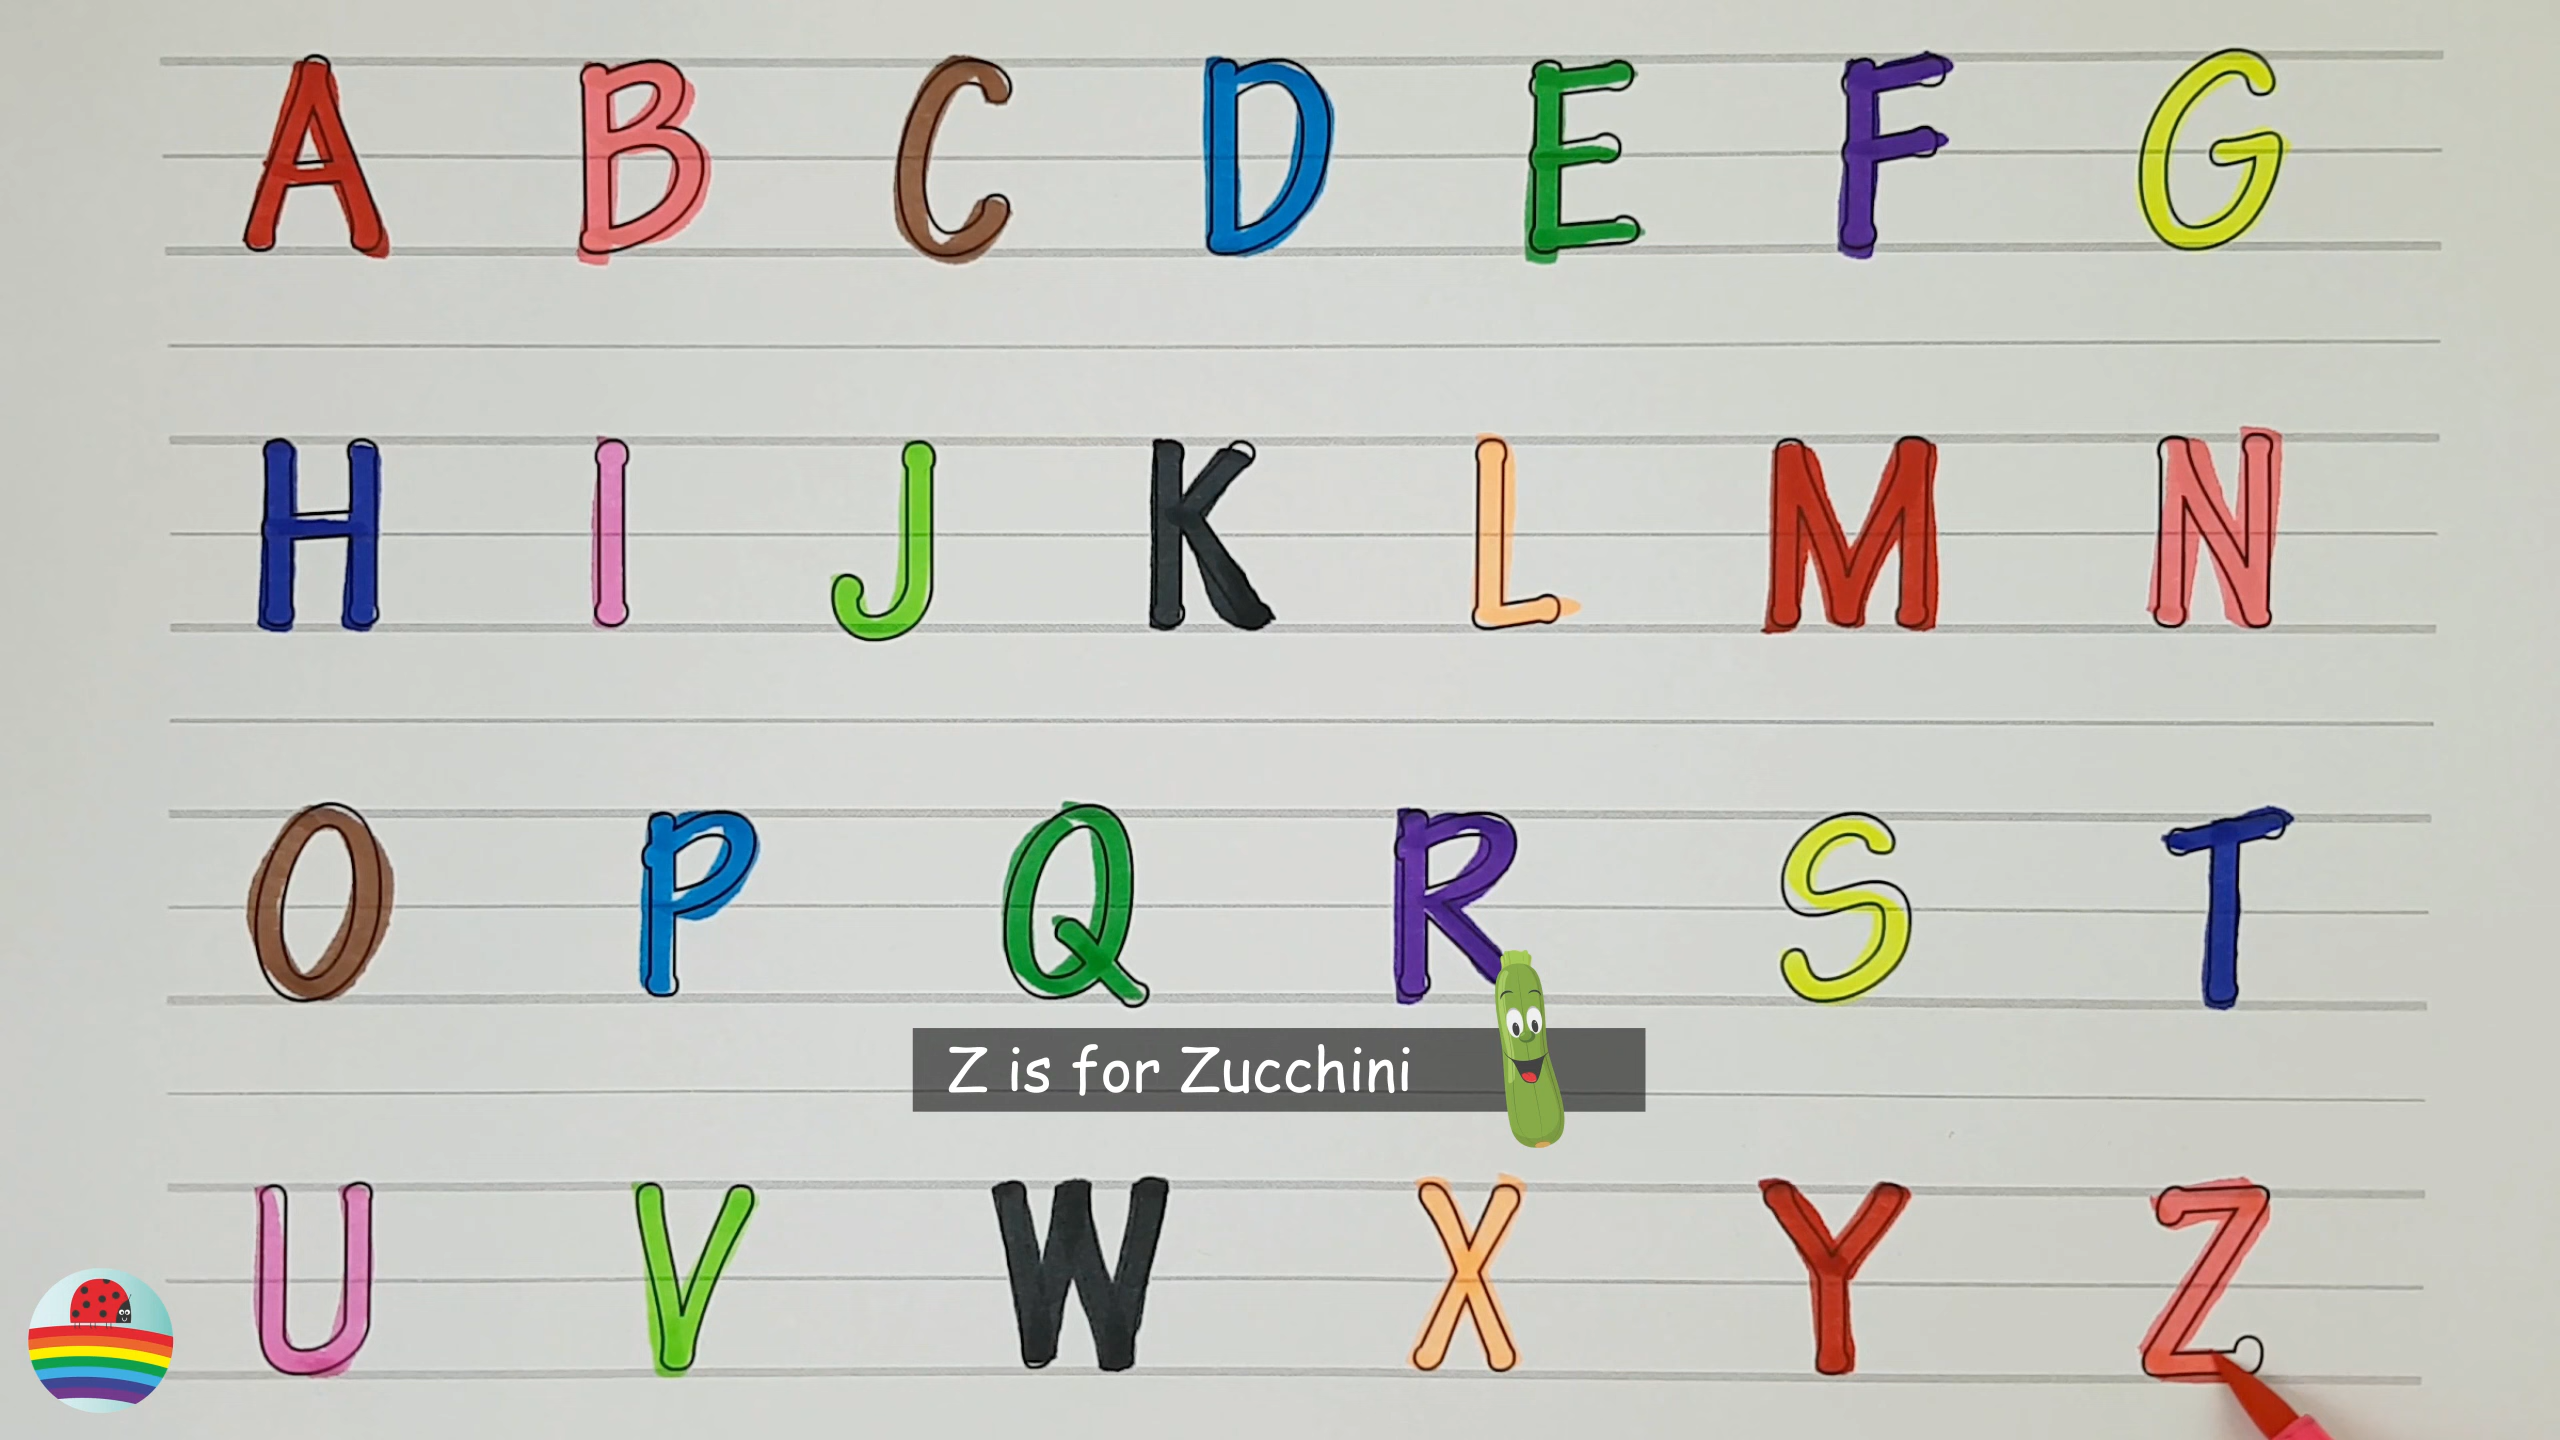 A B C D E F G
H I J K L M N
O P Q R S T
Z is for Zucchini
U V W X Y Z